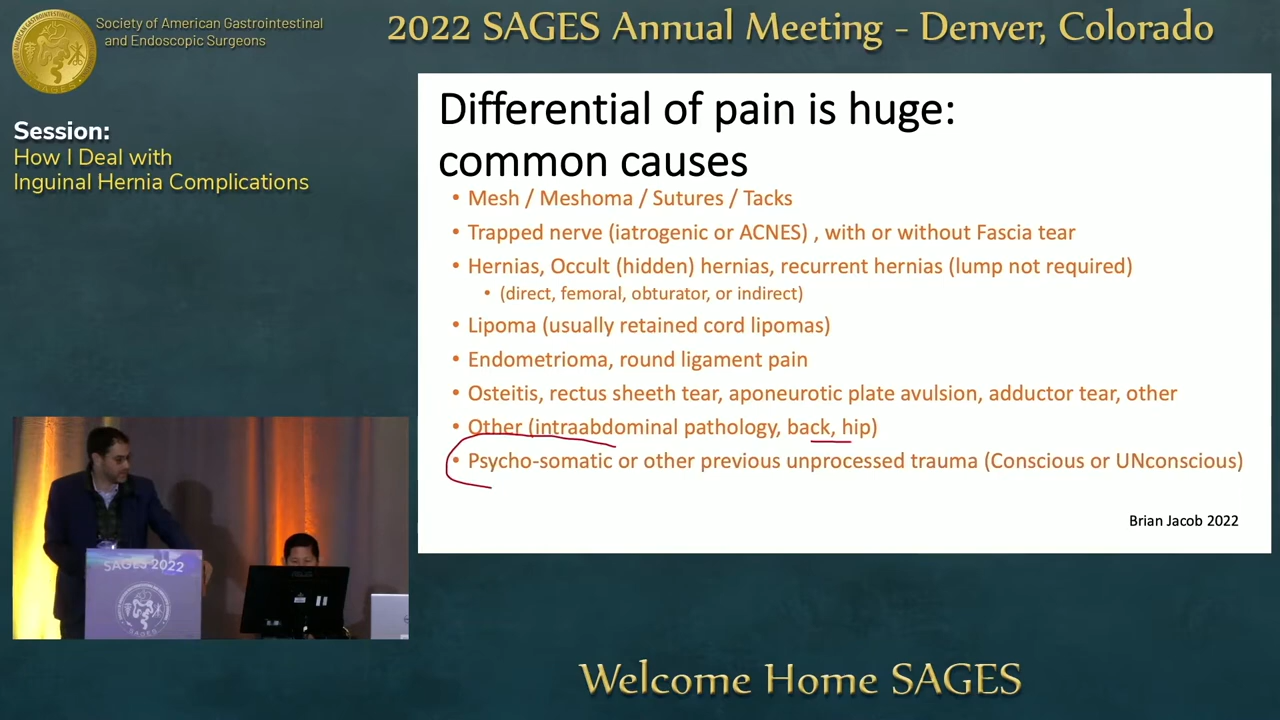 Society of American Gastrointestinal
and Endoscopic Surgeons
2022 SAGES Annual Meeting - Denver, Colorado
Session:
How I Deal with
Inguinal Hernia Complications
Differential of pain is huge:
common causes
• Mesh / Meshoma / Sutures / Tacks
• Trapped nerve (iatrogenic or ACNES) , with or without Fascia tear
• Hernias, Occult (hidden) hernias, recurrent hernias (lump not required)
• (direct, femoral, obturator, or indirect)
• Lipoma (usually retained cord lipomas)
• Endometrioma, round ligament pain
• Osteitis, rectus sheeth tear, aponeurotic plate avulsion, adductor tear, other
• Other (intraabdominal pathology, back, hip)
• Psycho-somatic or other previous unprocessed trauma (Conscious or UNconscious)
Brian Jacob 2022
SAGES 2022
SAGES
Welcome Home SAGES